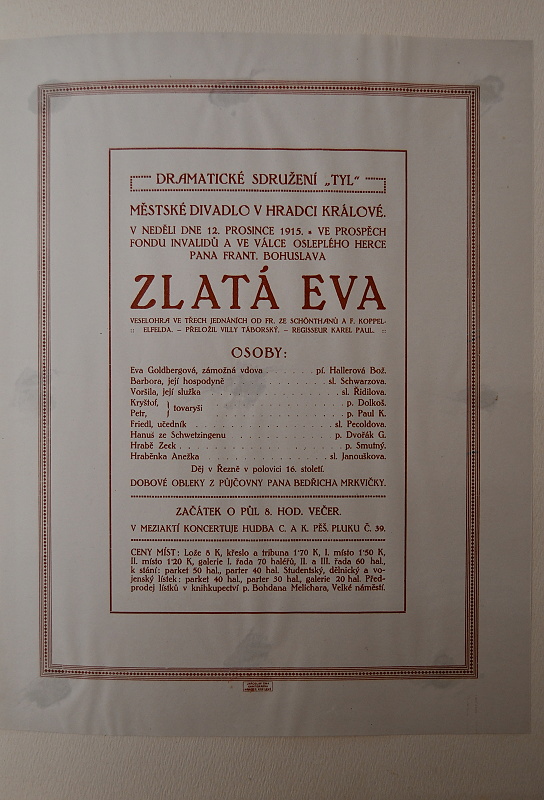 DRAMATICKÉ SDRUŽENÍ „TYL“
MĚSTSKÉ DIVADLO V HRADCI KRÁLOVÉ.
V NEDĚLI DNE 12. PROSINCE 1915. ▪ VE PROSPĚCH
FONDU INVALIDŮ A VE VÁLCE OSLEPLÉHO HERCE
PANA FRANT. BOHUSLAVA
ZLATÁ EVA
VESELOHRA VE TŘECH JEDNÁNÍCH OD FR. ZE SCHÖNTHANŮ A F. KOPPEL-
:: ELFELDA. – PŘELOŽIL VILLY TÁBORSKÝ. – REGISSEUR KAREL PAUL. ::
OSOBY:
Eva Goldbergová, zámožná vdova . . . . . . . pí. Hallerová Bož.
Barbora, její hospodyně . . . . . . . . . . sl. Schwarzova.
Voršila, její služka . . . . . . . . . . . . sl. Řidilova.
Kryštof, } tovaryši . . . . . . . . . . p. Dolkoš.
Petr, } tovaryši . . . . . . . . . . p. Paul K.
Friedl, učedník . . . . . . . . . . . . sl. Pecoldova.
Hanuš ze Schwetzingenu . . . . . . . . . p. Dvořák G.
Hrabě Zeck . . . . . . . . . . . . . . . p. Smutný.
Hraběnka Anežka . . . . . . . . . . . . sl. Janouškova.
Děj v Řezně v polovici 16. století.
DOBOVÉ OBLEKY Z PŮJČOVNY PANA BEDŘICHA MRKVIČKY.
ZAČÁTEK O PŮL 8. HOD. VEČER.
V MEZIAKTÍ KONCERTUJE HUDBA C. A K. PĚŠ. PLUKU Č. 39.
CENY MÍST: Lože 8 K, křeslo a tribuna 1·70 K, I. místo 1·50 K,
II. místo 1·20 K, galerie I. řada 70 haléřů, II. a III. řada 60 hal.,
k stání: parket 50 hal., parter 40 hal. Studentský, dělnický a vo-
jenský lístek: parket 40 hal., parter 30 hal., galerie 20 hal. Před-
prodej lístků v knihkupectví p. Bohdana Melichara, Velké náměstí.